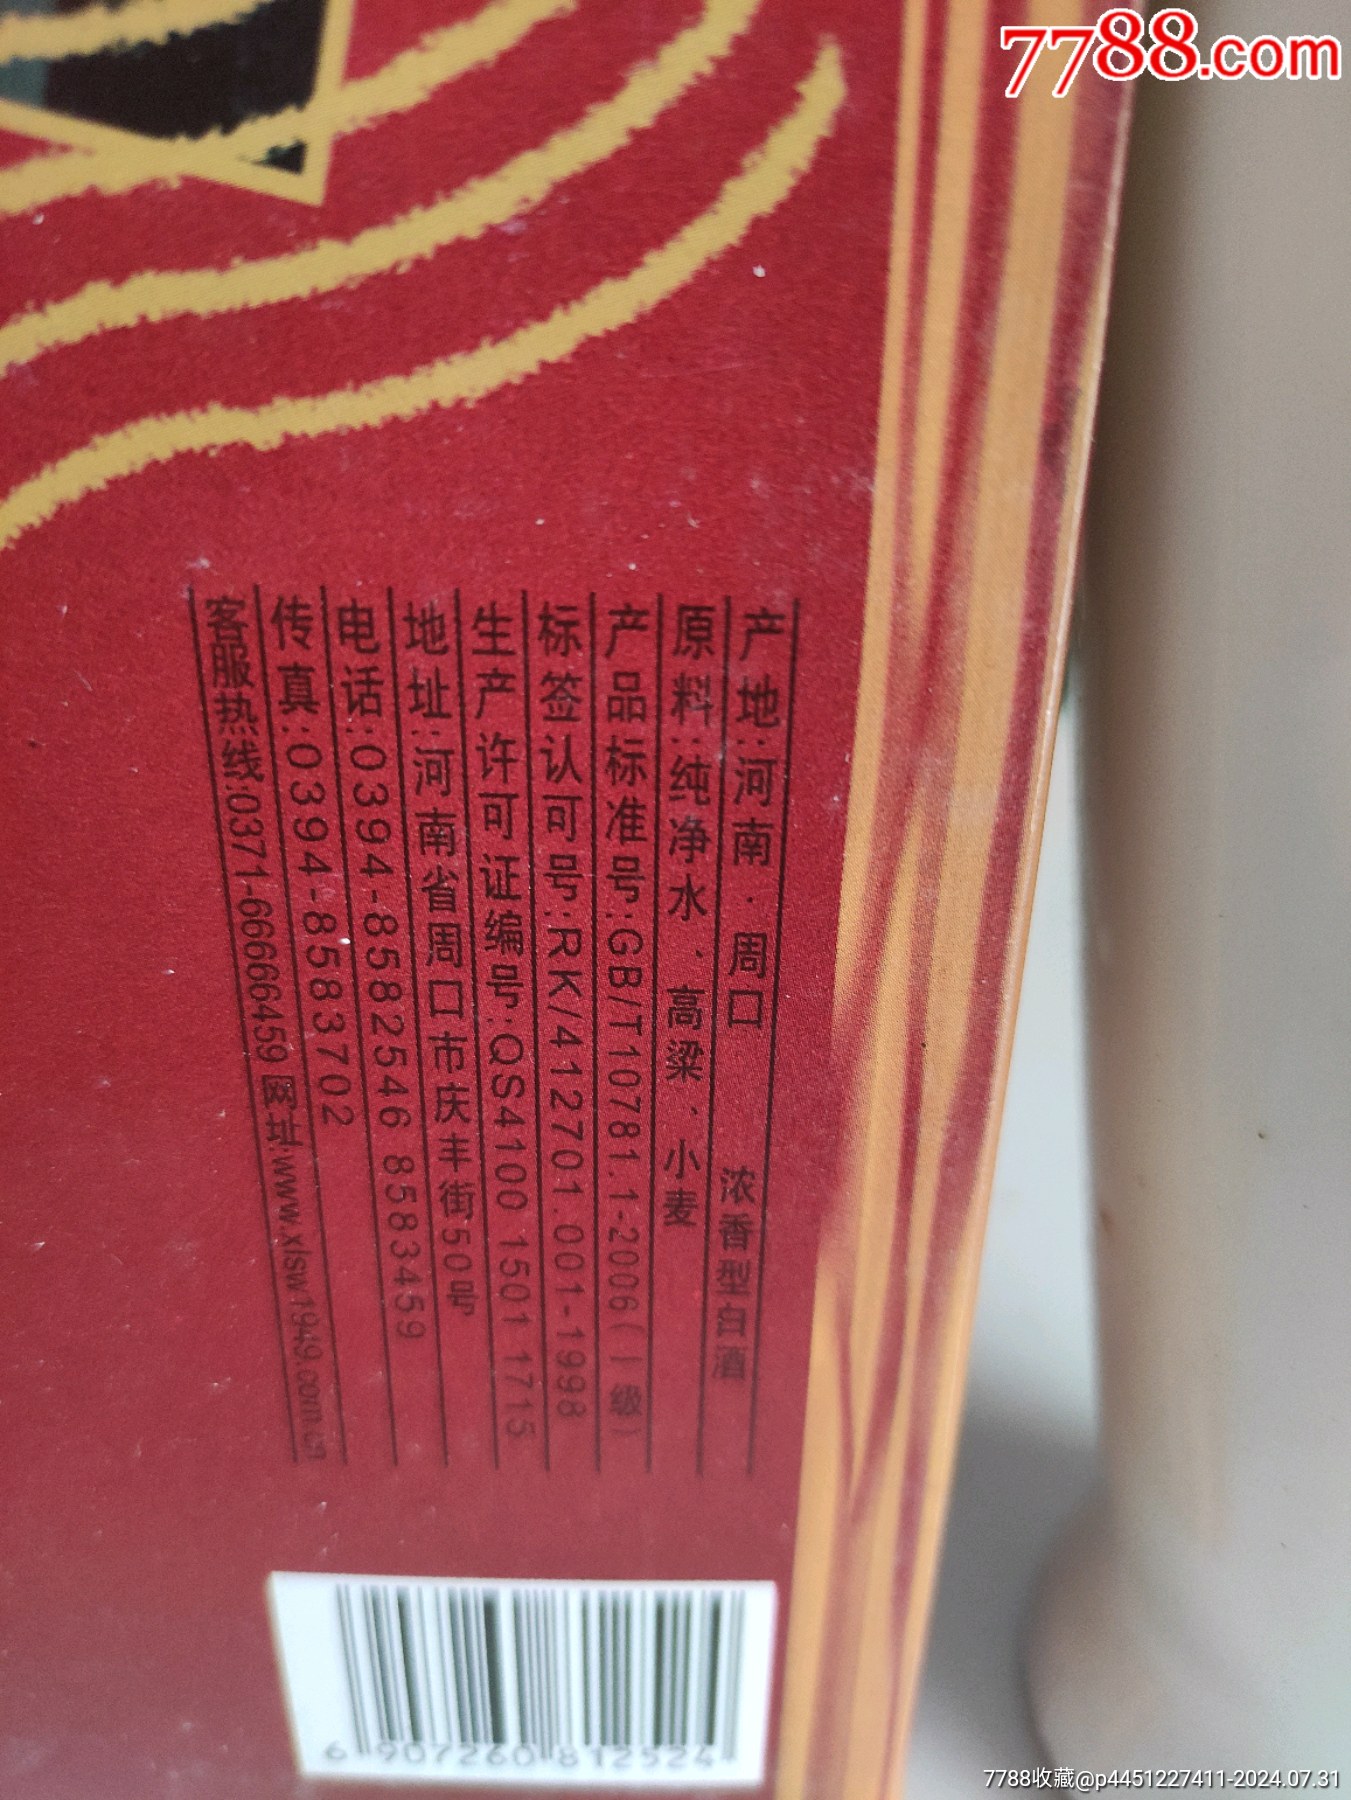 7788.com
产地:河南·周口 浓香型白酒
原料:纯净水·高粱·小麦
产品标准号:GB/T10781.1-2006(Ⅰ级)
标签认可号:RK/412701.001-1998
生产许可证编号:QS4100 1501 1715
地址:河南省周口市庆丰街50号
电话:0394-8582546 8583459
传真:0394-8583702
客服热线:0371-66666459 网址:www.xlsw1949.com.cn
6 907260 812524
7788收藏@p4451227411-2024.07.31